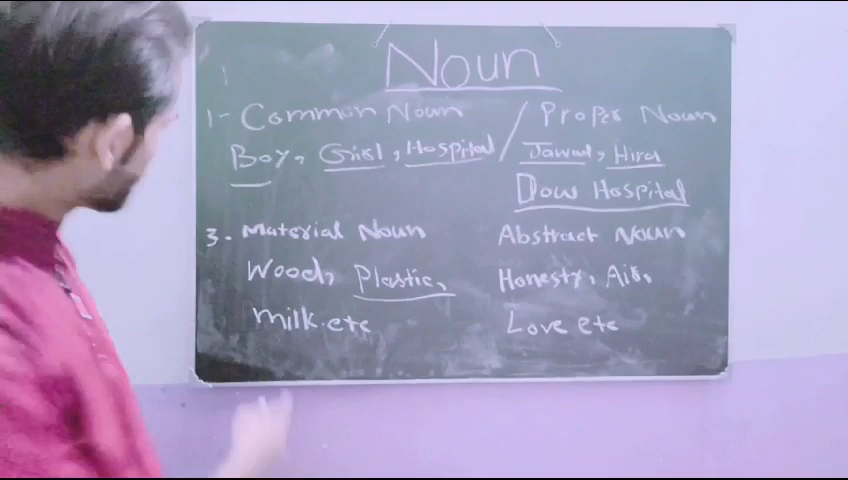 Noun
1- Common Noun / Proper Noun
Boy, Girl, Hospital / Jawad, Hira
Dow Hospital
3. Material Noun Abstract Noun
Wood, Plastic, Honesty, Air,
Milk.etc Love etc